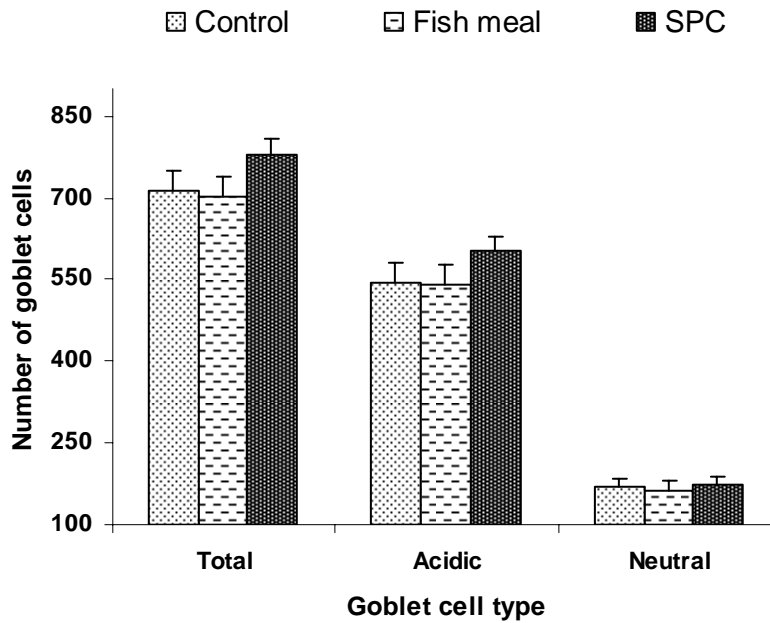 Control Fish meal SPC
850
700
550
400
250
100
Number of goblet cells
Total Acidic Neutral
Goblet cell type